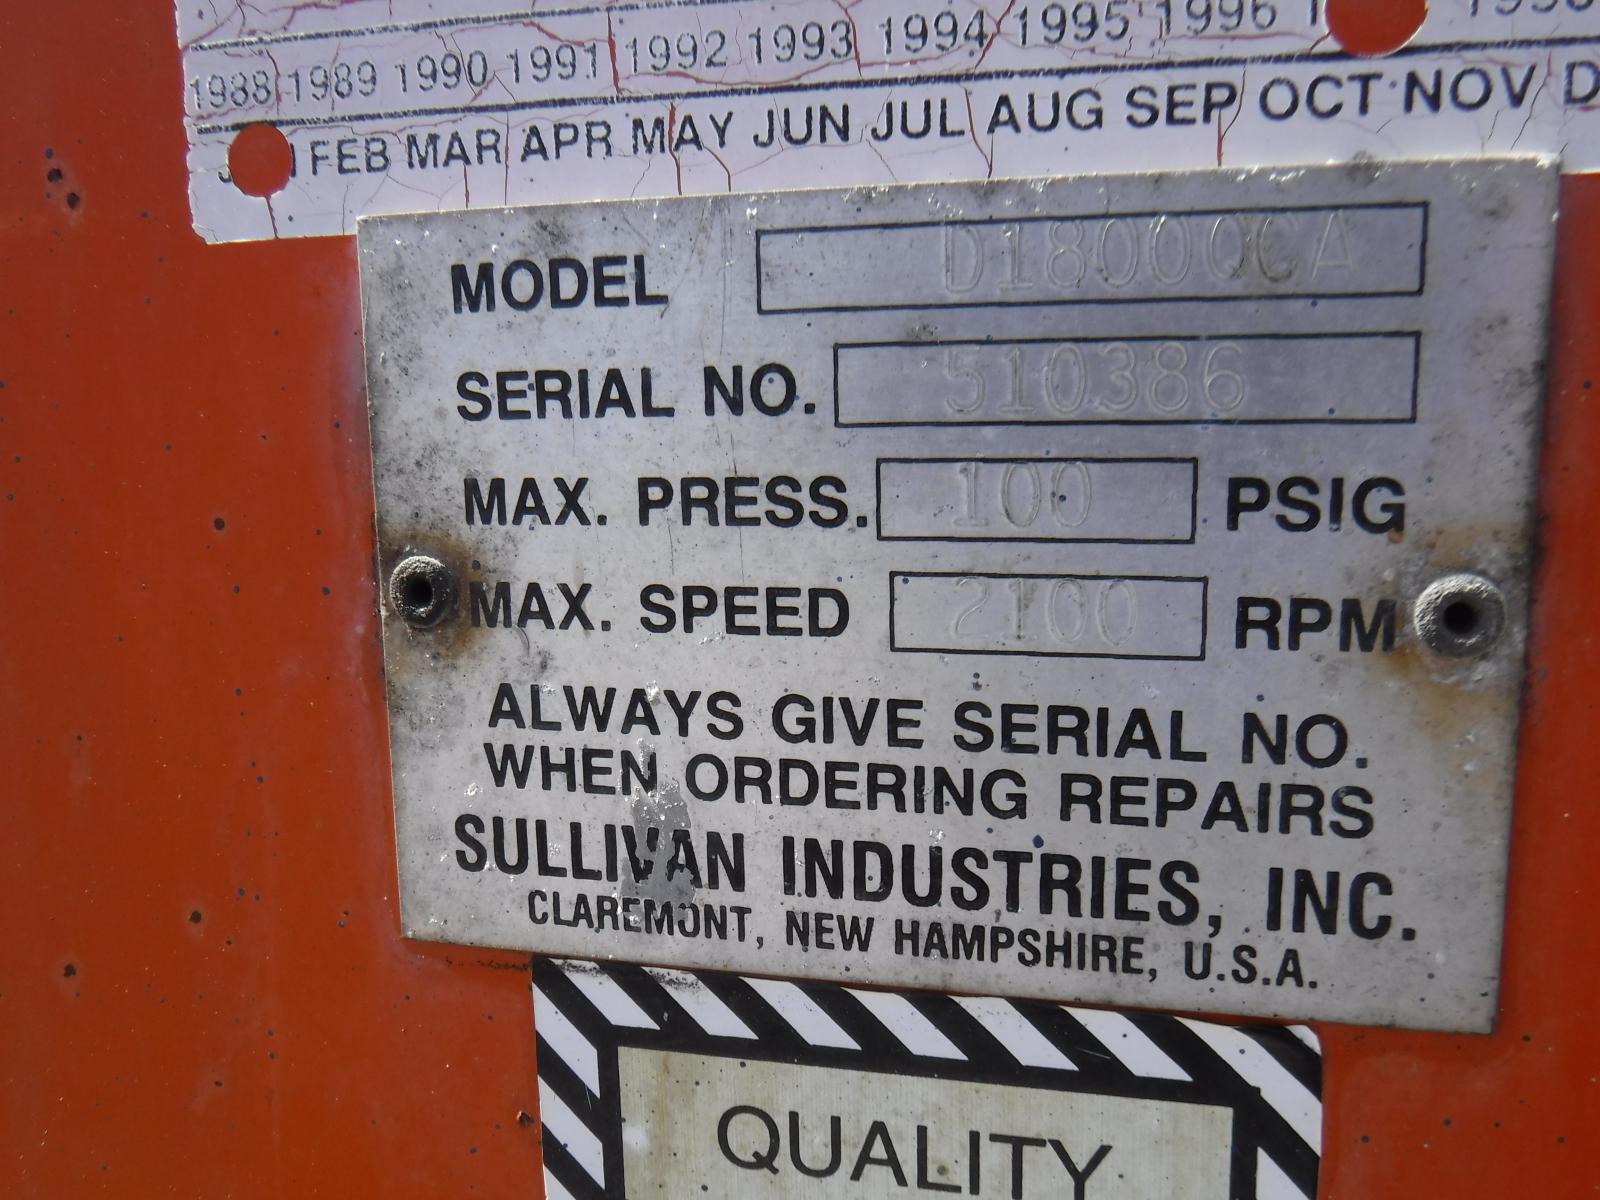 1988 1989 1990 1991 1992 1993 1994 1995 1996
FEB MAR APR MAY JUN JUL AUG SEP OCT NOV
MODEL D1800QCA
SERIAL NO. 510386
MAX. PRESS. 100 PSIG
MAX. SPEED 2100 RPM
ALWAYS GIVE SERIAL NO.
WHEN ORDERING REPAIRS
SULLIVAN INDUSTRIES, INC.
CLAREMONT, NEW HAMPSHIRE, U.S.A.
QUALITY